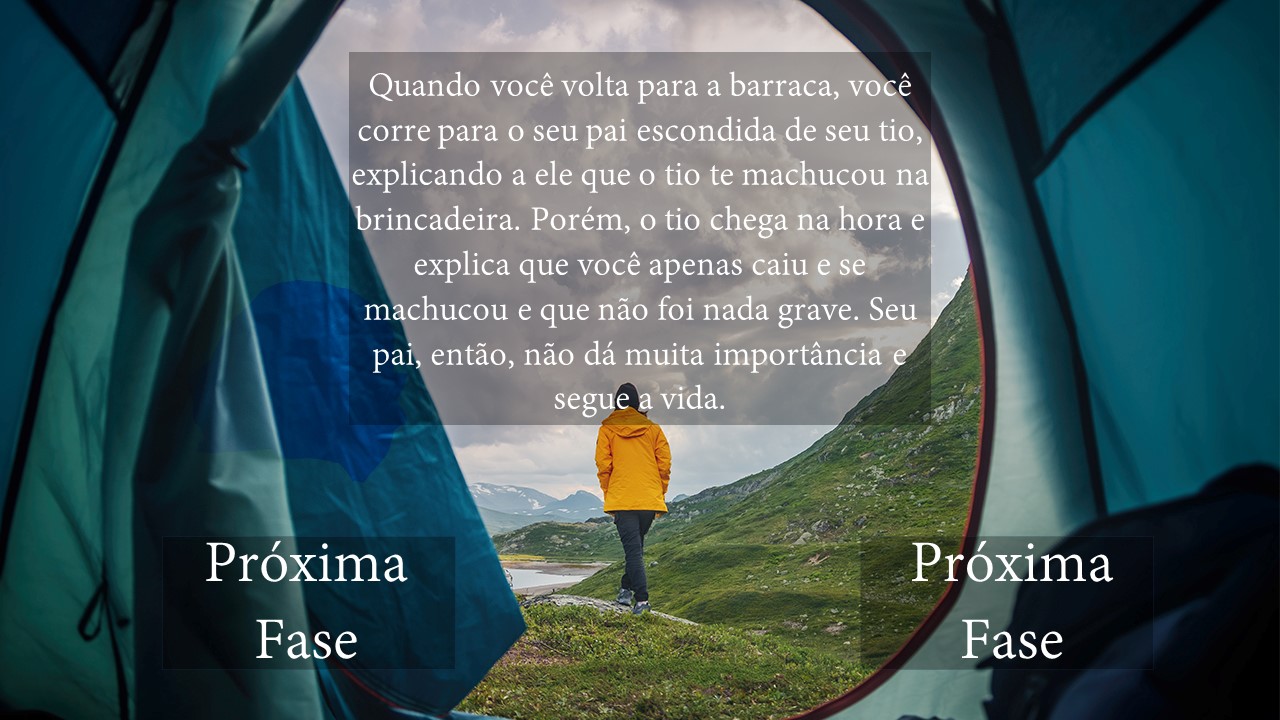 Quando você volta para a barraca, você
corre para o seu pai escondida de seu tio,
explicando a ele que o tio te machucou na
brincadeira. Porém, o tio chega na hora e
explica que você apenas caiu e se
machucou e que não foi nada grave. Seu
pai, então, não dá muita importância e
segue a vida.
Próxima
Fase
Próxima
Fase